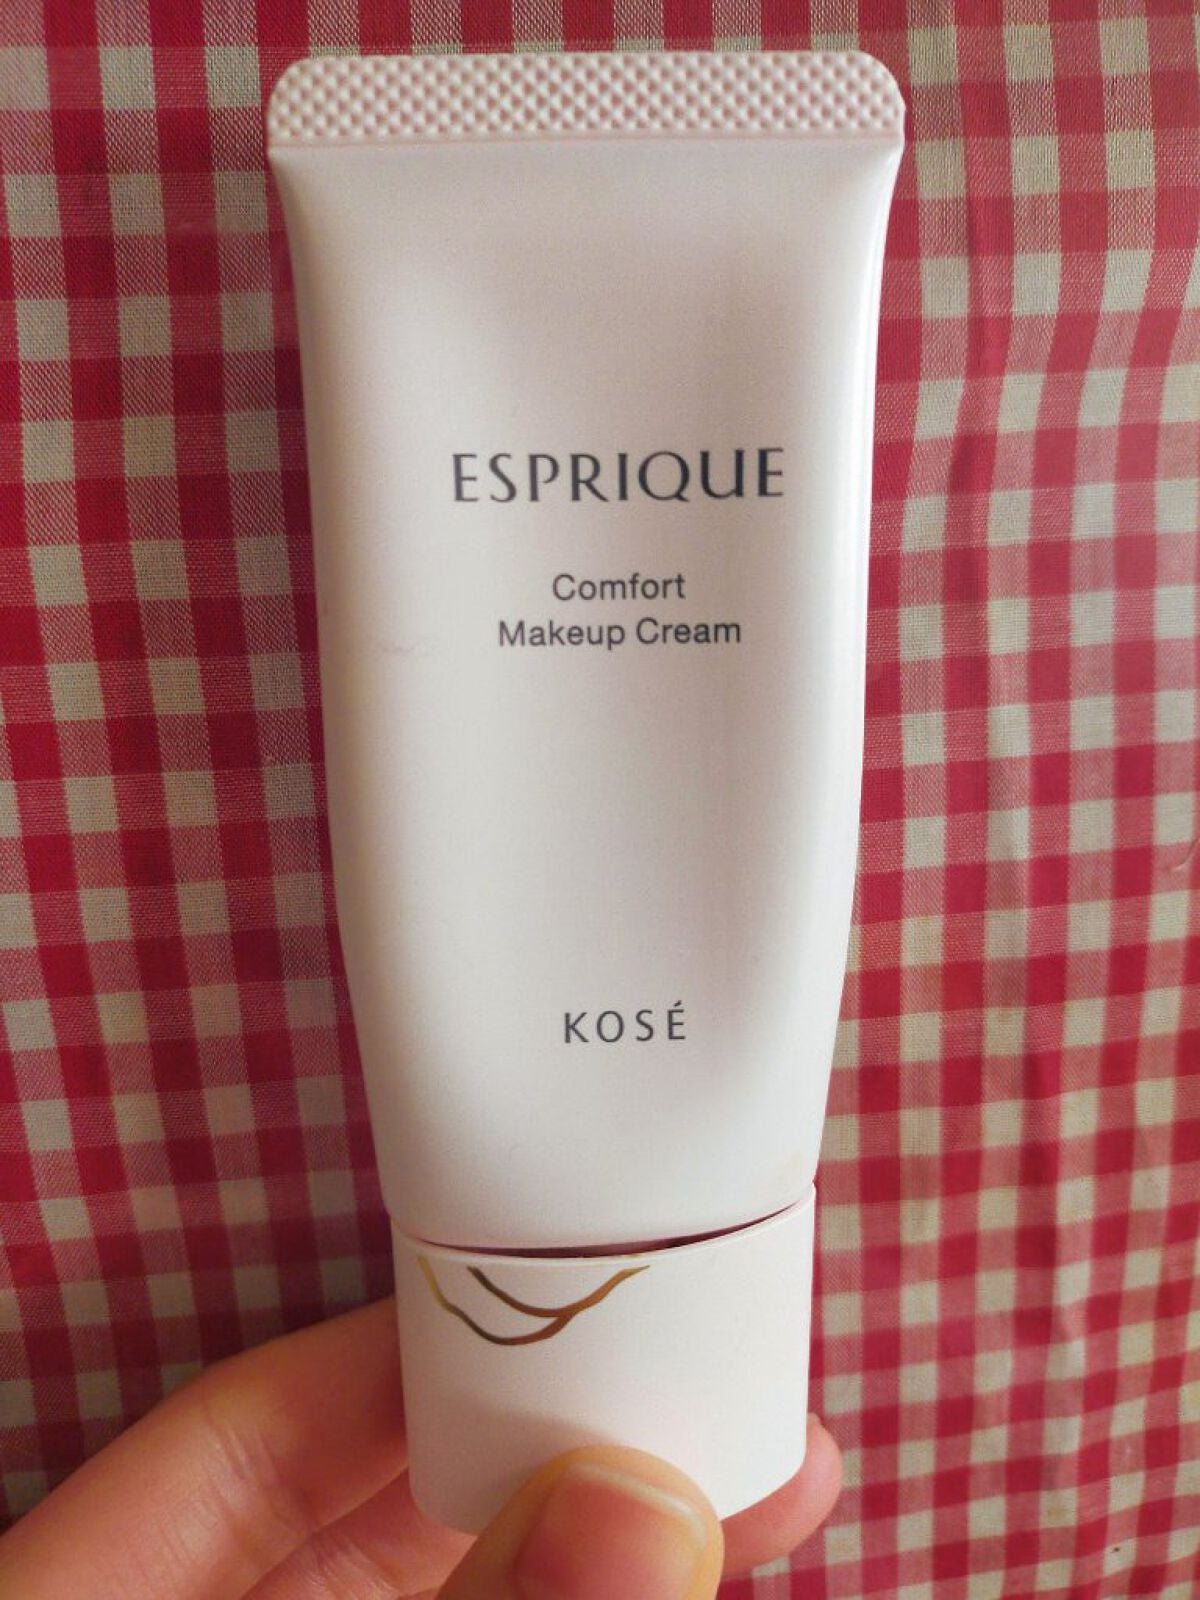 ESPRIQUE
Comfort
Makeup Cream
KOSÉ